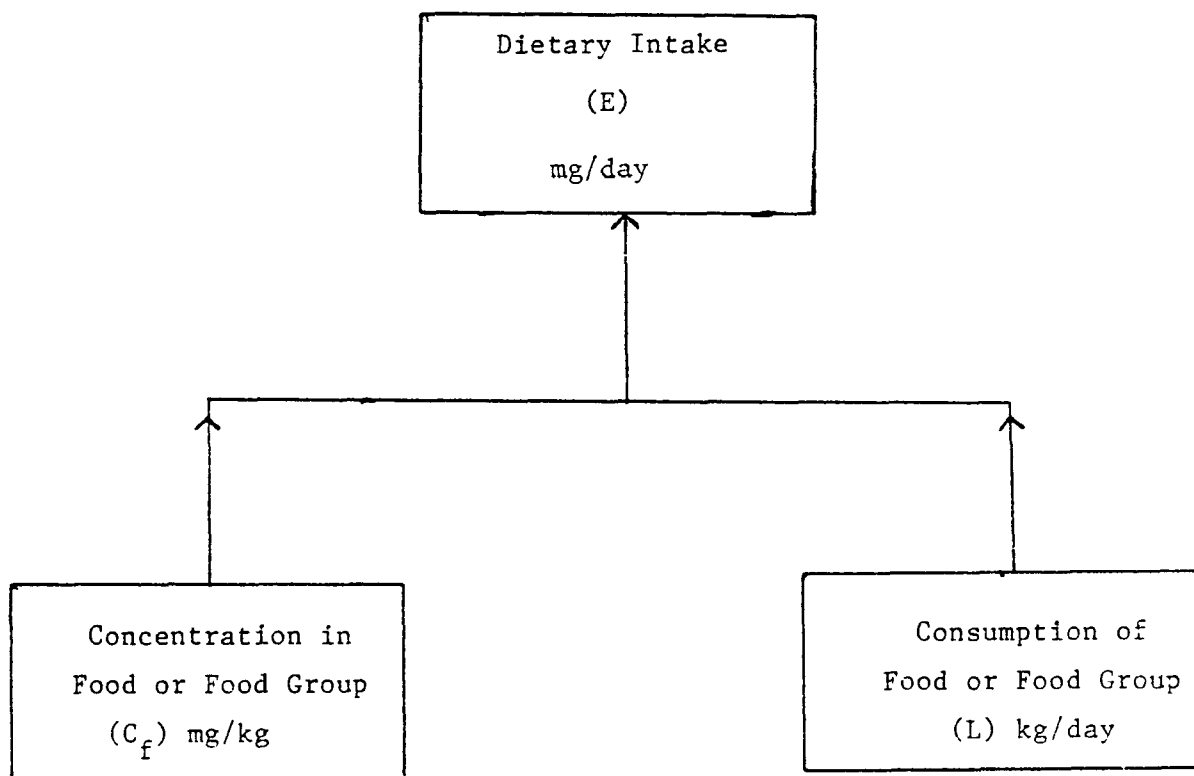 Dietary Intake
(E)
mg/day
Concentration in
Food or Food Group
(C_f) mg/kg
Consumption of
Food or Food Group
(L) kg/day